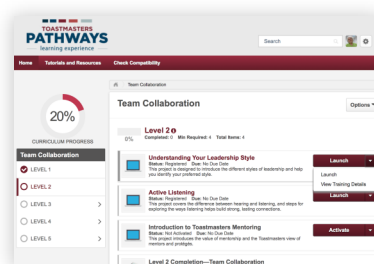 TOASTMASTERS
PATHWAYS
learning experience
Search
Home Tutorials and Resources Check Compatibility
Team Collaboration
Team Collaboration
Options
20%
CURRICULUM PROGRESS
Team Collaboration
LEVEL 1
LEVEL 2
LEVEL 3
LEVEL 4
LEVEL 5
0%
Level 2
Completed: 0 Min Required: 4 Total Items: 4
Understanding Your Leadership Style
Status: Registered Due: No Due Date
This project is designed to introduce the different styles of leadership and help
you identify your preferred style.
Launch
Launch
View Training Details
Active Listening
Status: Registered Due: No Due Date
This project covers the difference between hearing and listening, and steps for
exploring the ways listening helps build strong, lasting connections.
Launch
Introduction to Toastmasters Mentoring
Status: Not Activated Due: No Due Date
This project introduces the value of mentorship and the Toastmasters view of
mentors and protégés.
Activate
Level 2 Completion—Team Collaboration